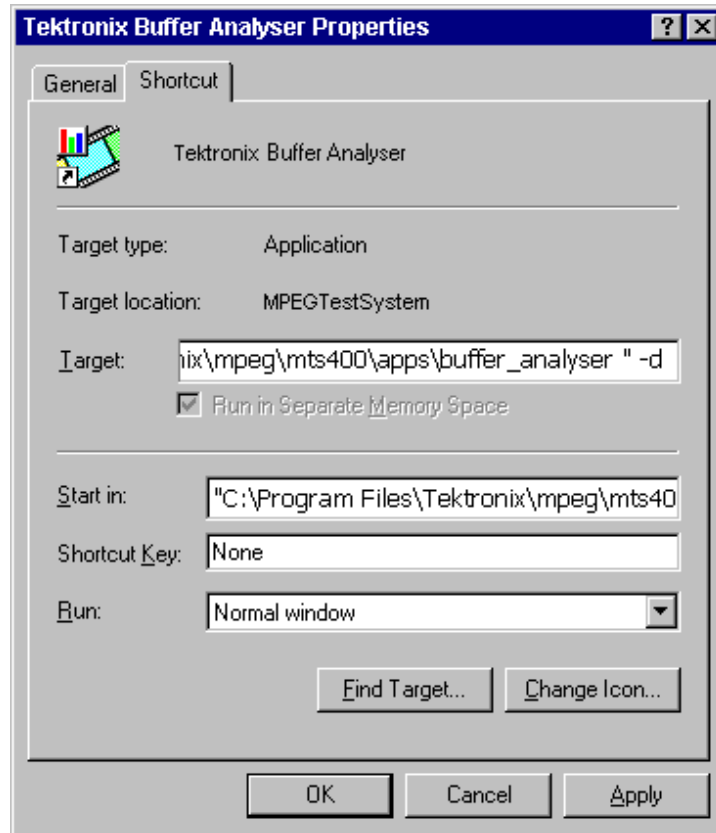 Tektronix Buffer Analyser Properties
General Shortcut
Tektronix Buffer Analyser
Target type: Application
Target location: MPEGTestSystem
Target: nix\mpeg\mts400\apps\buffer_analyser " -d
Run in Separate Memory Space
Start in: "C:\Program Files\Tektronix\mpeg\mts40
Shortcut Key: None
Run: Normal window
Find Target... Change Icon...
OK Cancel Apply